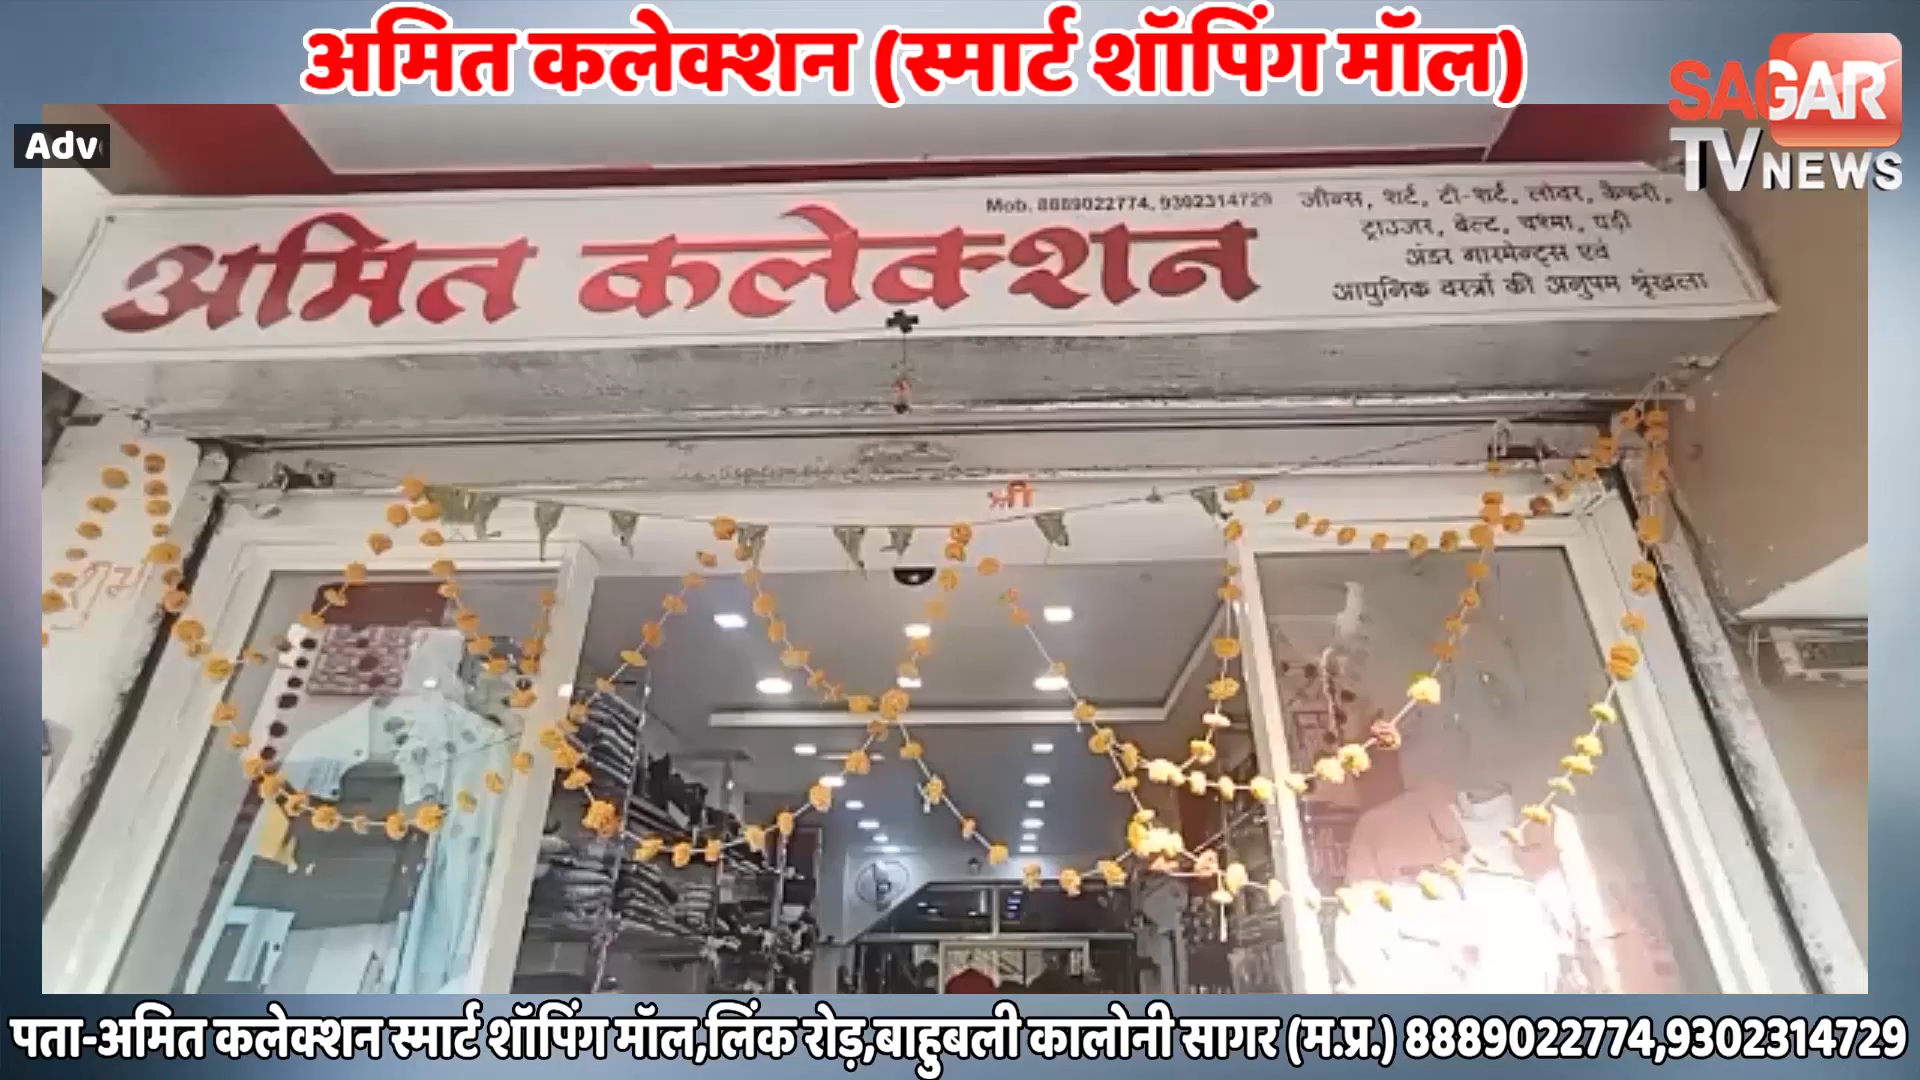 अमित कलेक्शन (स्मार्ट शॉपिंग मॉल)
SAGAR
TV NEWS
Adv
Mob. 8889022774, 9302314729
अमित कलेक्शन
जीन्स, शर्ट, टी-शर्ट, लोवर, कैफरी,
ट्राउजर, बेल्ट, चश्मा, घड़ी
अंडर गारमेन्ट्स एवं
आधुनिक वस्त्रों की अनुपम श्रृंखला
श्री
शुभ
पता-अमित कलेक्शन स्मार्ट शॉपिंग मॉल,लिंक रोड़,बाहुबली कालोनी सागर (म.प्र.) 8889022774,9302314729